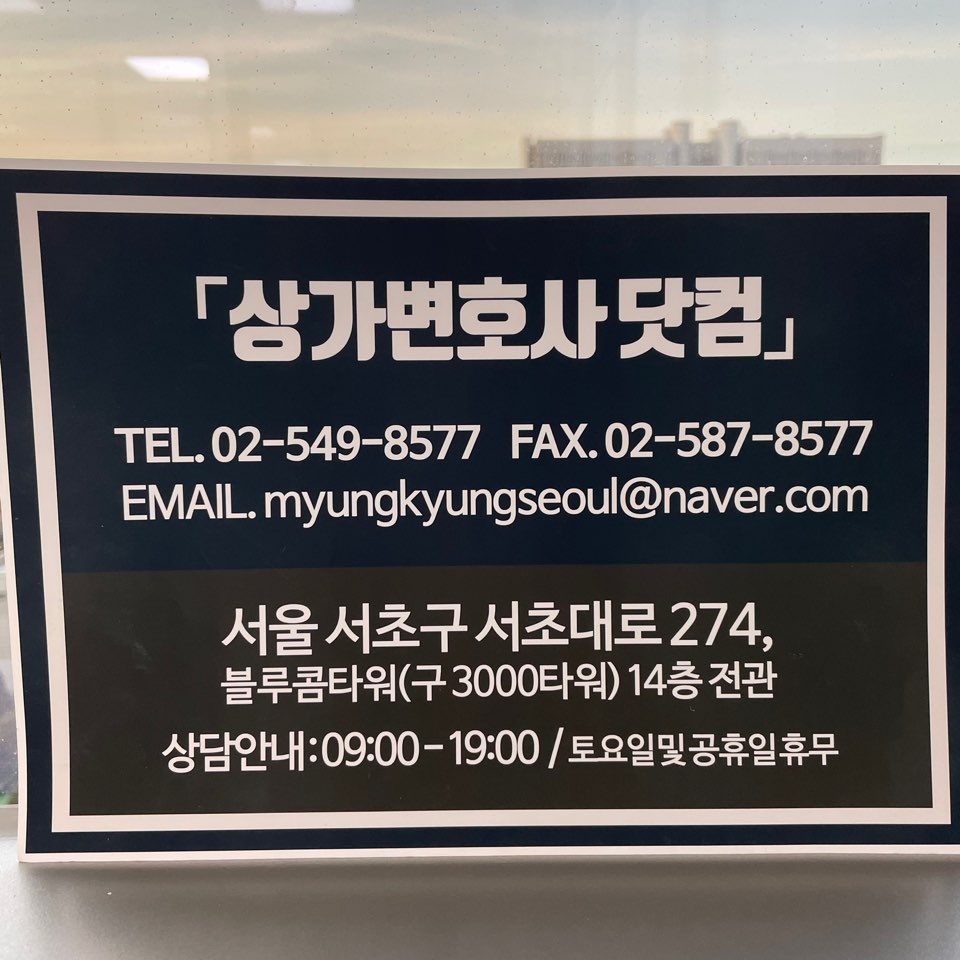 「상가변호사 닷컴」
TEL. 02-549-8577 FAX. 02-587-8577
EMAIL. myungkyungseoul@naver.com
서울 서초구 서초대로 274,
블루콤타워(구 3000타워) 14층 전관
상담안내 : 09:00 - 19:00 / 토요일 및 공휴일 휴무